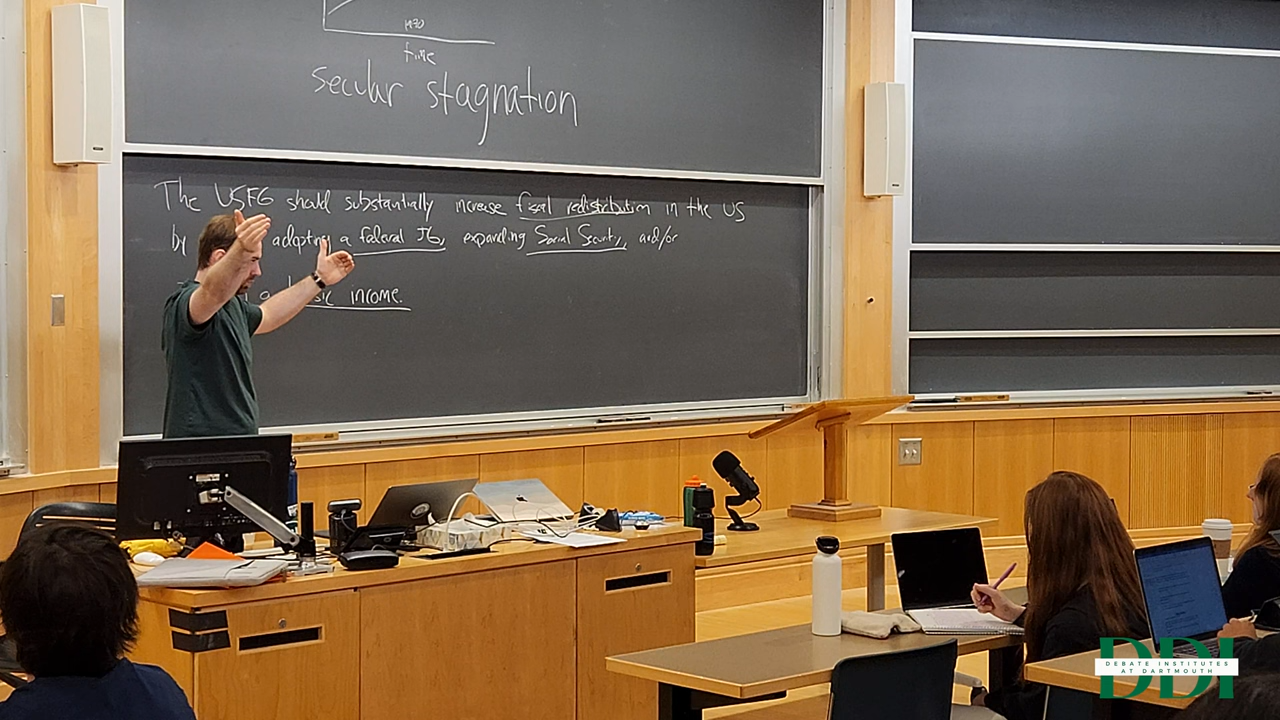 1970
time
secular stagnation
The USFG should substantially increase fiscal redistribution in the US
by adopting a federal JG, expanding Social Security, and/or
a basic income.
DDI
DEBATE INSTITUTES
AT DARTMOUTH